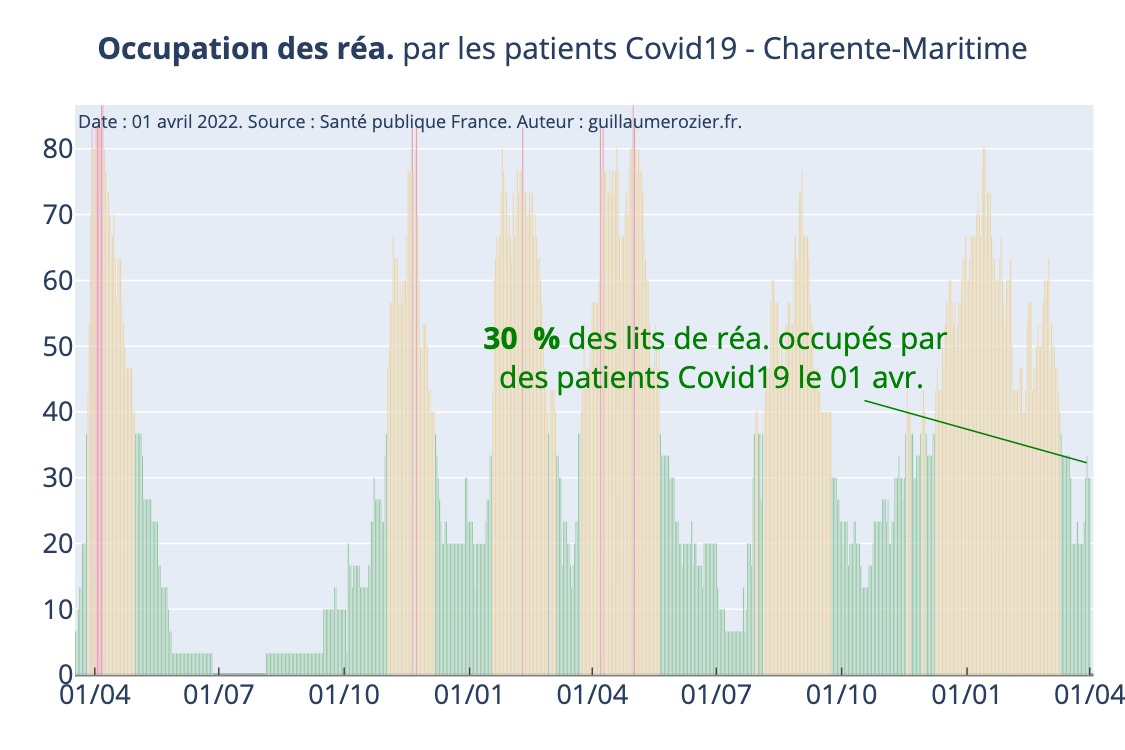 Occupation des réa. par les patients Covid19 - Charente-Maritime
Date : 01 avril 2022. Source : Santé publique France. Auteur : guillaumerozier.fr.
80
70
60
50
40
30
20
10
0
30 % des lits de réa. occupés par
des patients Covid19 le 01 avr.
01/04 01/07 01/10 01/01 01/04 01/07 01/10 01/01 01/04